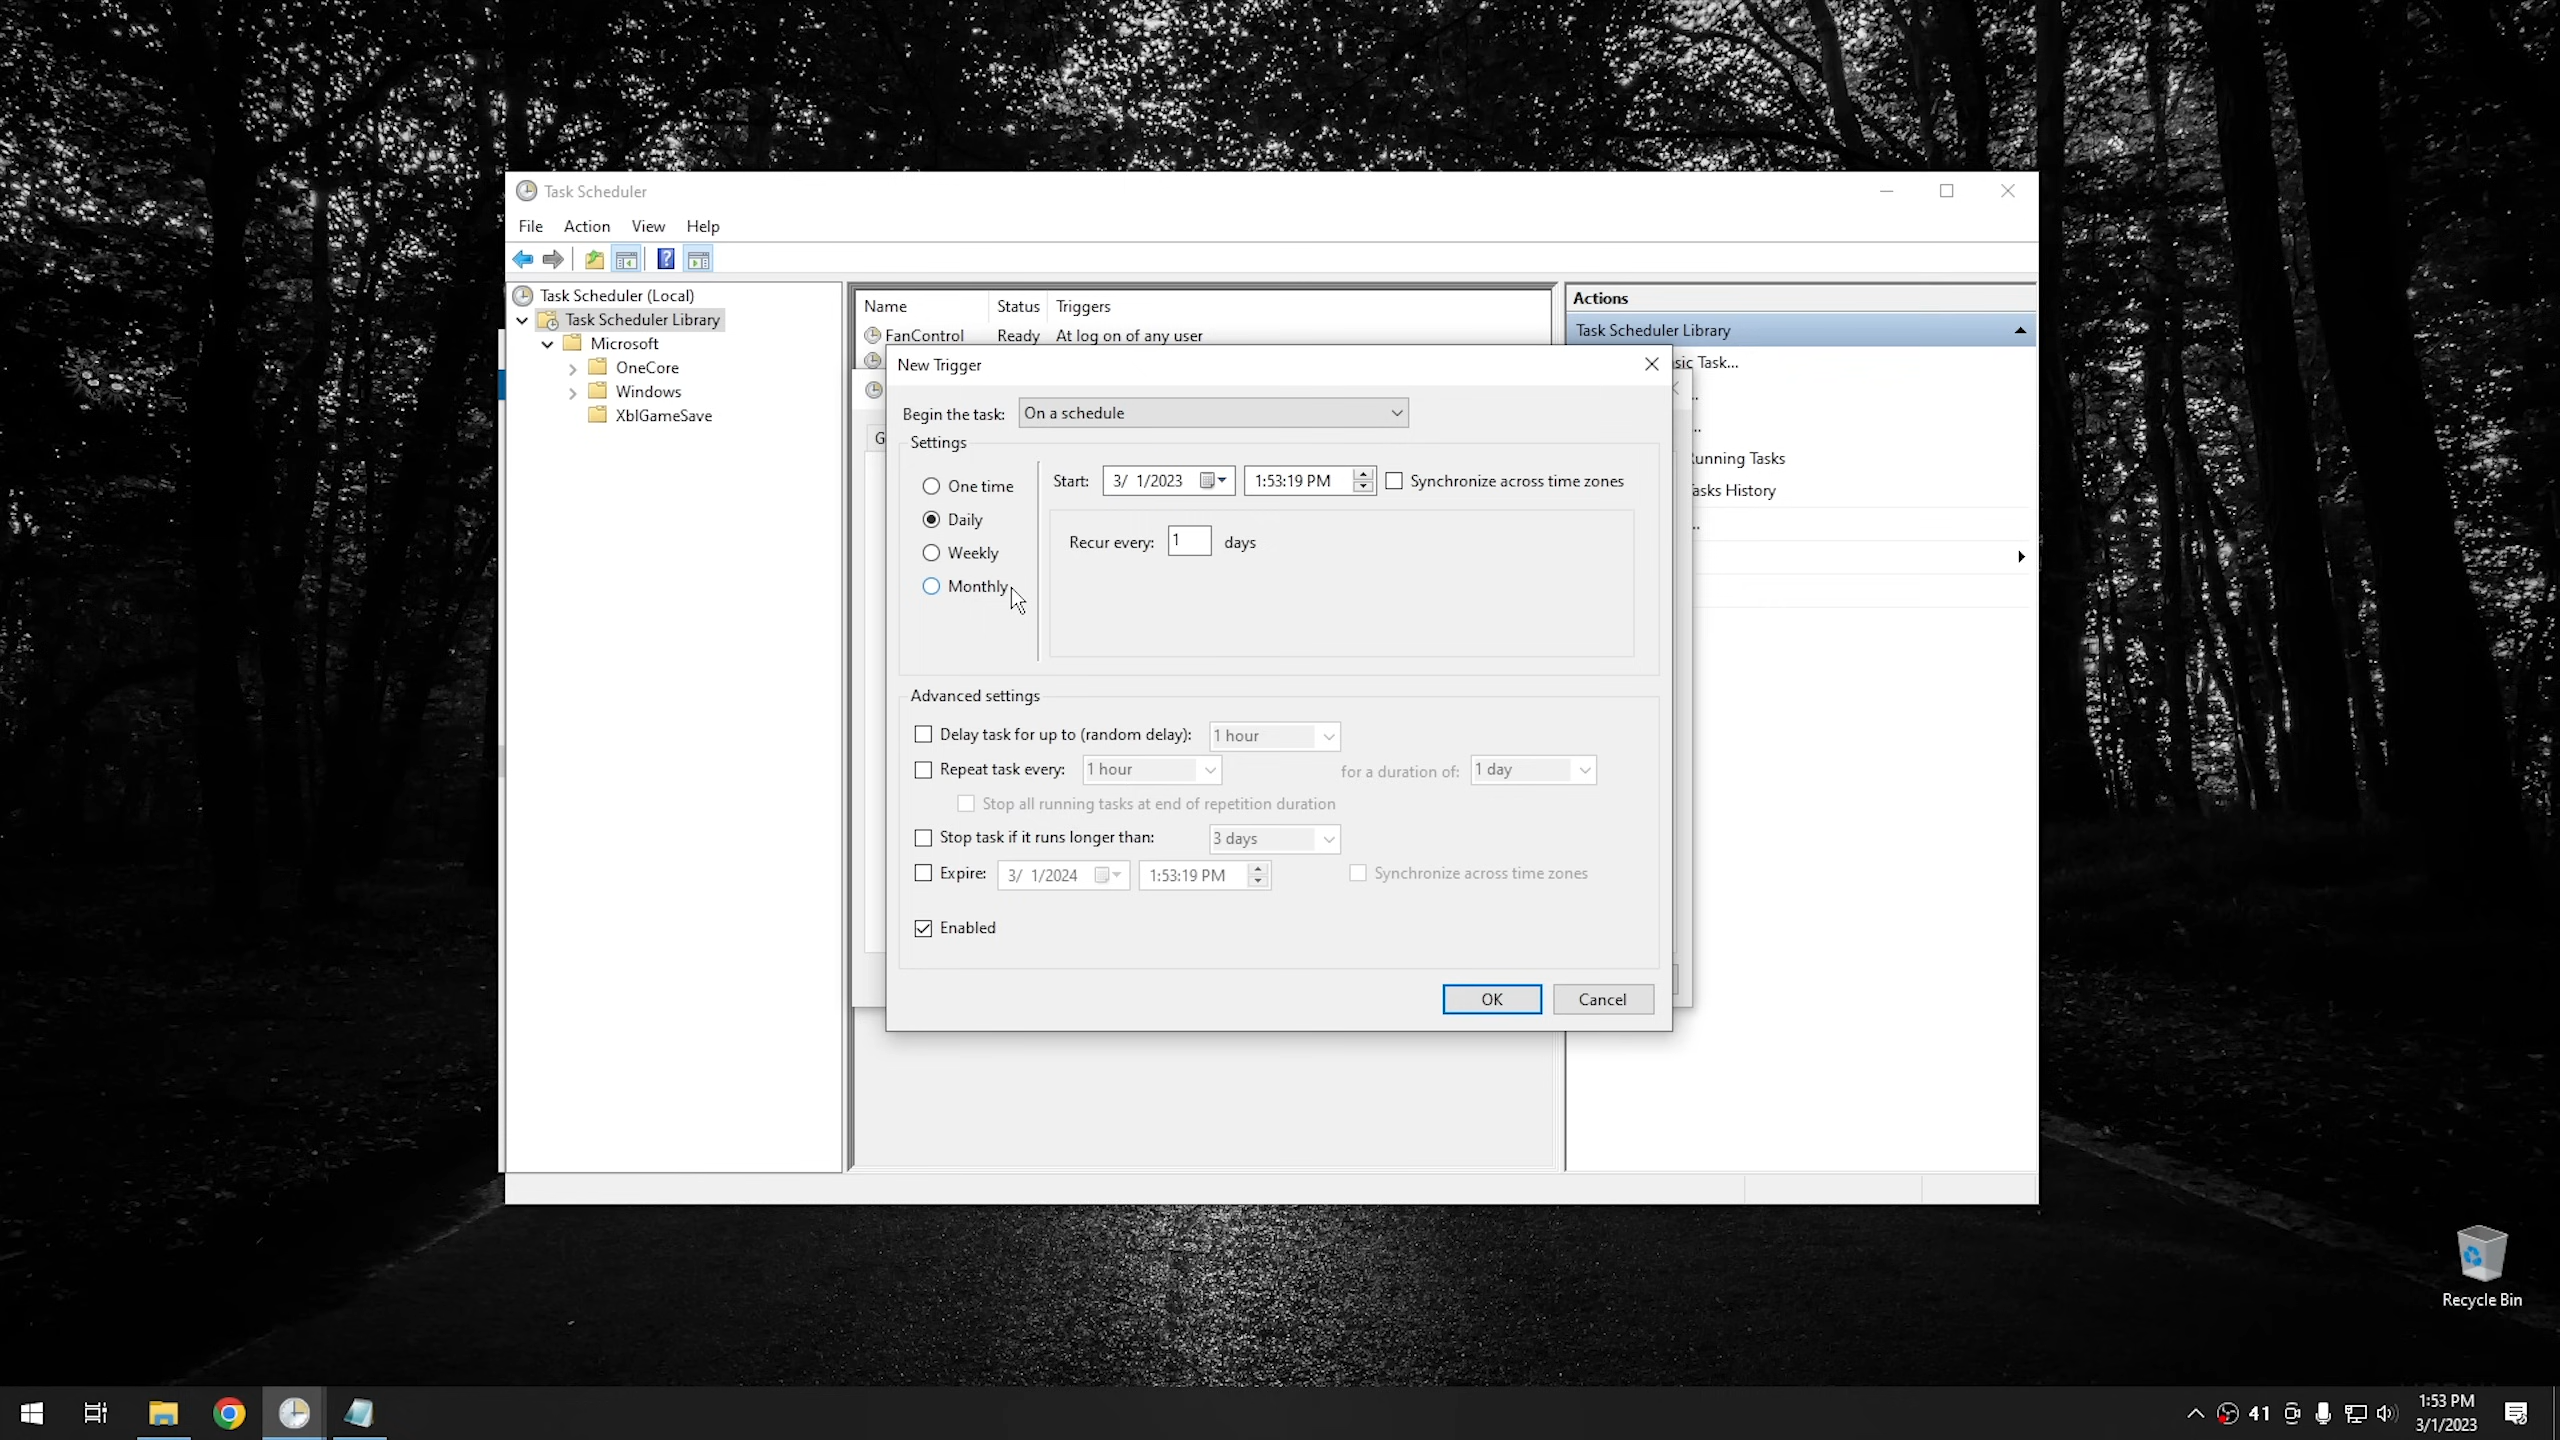 Task Scheduler
File Action View Help
Task Scheduler (Local)
Task Scheduler Library
Microsoft
OneCore
Windows
XblGameSave
Name Status Triggers
FanControl Ready At log on of any user
Actions
Task Scheduler Library
sic Task...
..
..
unning Tasks
asks History
..
New Trigger
G
Begin the task: On a schedule
Settings
One time
Daily
Weekly
Monthly
Start: 3/ 1/2023 1:53:19 PM Synchronize across time zones
Recur every: 1 days
Advanced settings
Delay task for up to (random delay): 1 hour
Repeat task every: 1 hour for a duration of: 1 day
Stop all running tasks at end of repetition duration
Stop task if it runs longer than: 3 days
Expire: 3/ 1/2024 1:53:19 PM Synchronize across time zones
Enabled
OK Cancel
Recycle Bin
41
1:53 PM
3/1/2023